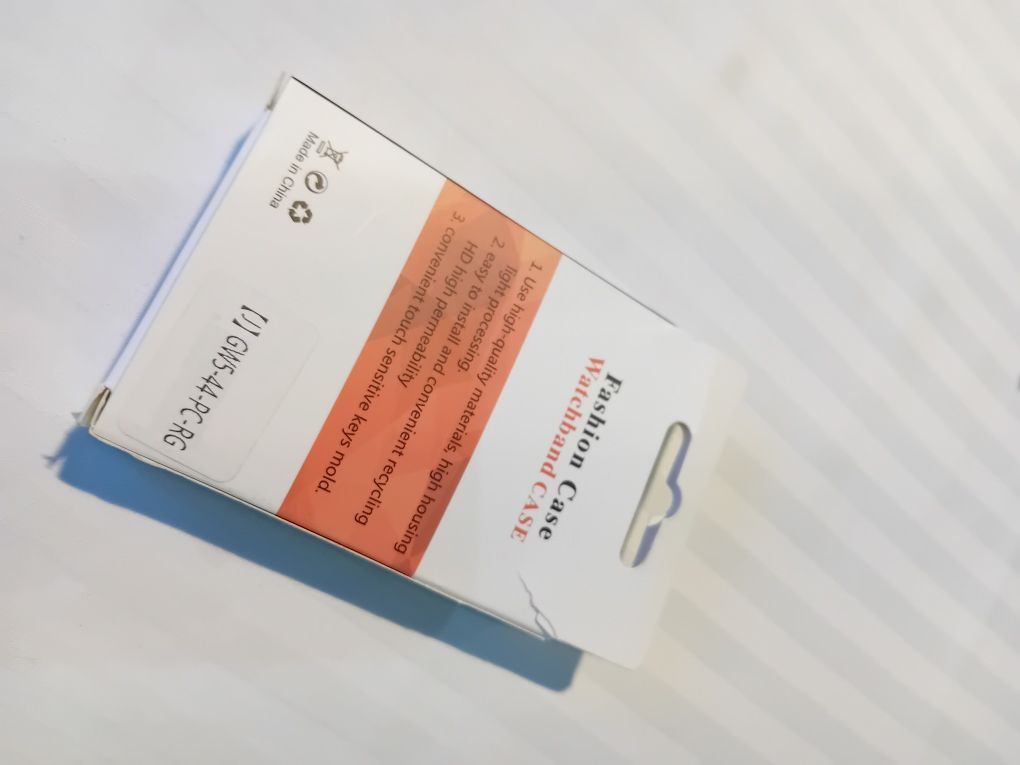 Fashion Case
Watchband CASE
1. Use high-quality materials, high housing
light processing.
2. easy to install and convenient recycling
HD high permeability
3. convenient touch sensitive keys mold.
【J】GW5-44-PC-RG
Made in China